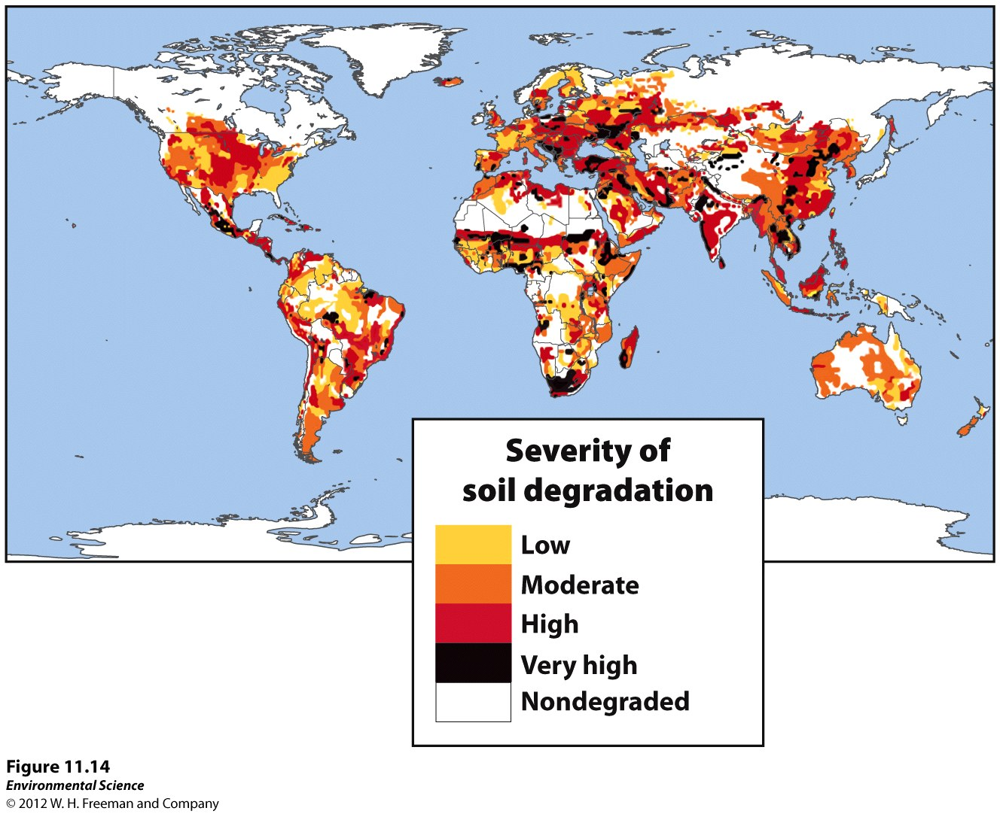 Severity of
soil degradation
Low
Moderate
High
Very high
Nondegraded
Figure 11.14
Environmental Science
© 2012 W. H. Freeman and Company